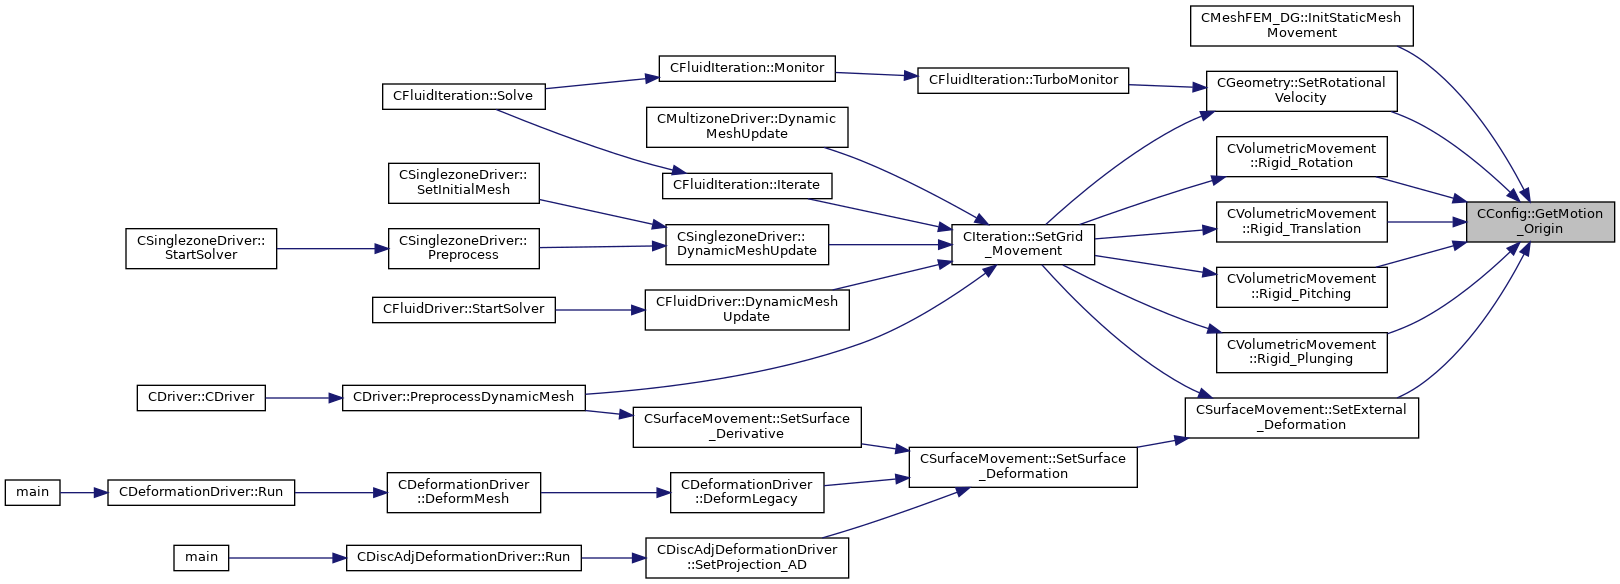 CMeshFEM_DG::InitStaticMesh
Movement
CFluidIteration::Monitor
CFluidIteration::TurboMonitor
CGeometry::SetRotational
Velocity
CFluidIteration::Solve
CMultizoneDriver::Dynamic
MeshUpdate
CVolumetricMovement
::Rigid_Rotation
CSinglezoneDriver::
SetInitialMesh
CFluidIteration::Iterate
CVolumetricMovement
::Rigid_Translation
CConfig::GetMotion
_Origin
CSinglezoneDriver::
StartSolver
CSinglezoneDriver::
Preprocess
CSinglezoneDriver::
DynamicMeshUpdate
CIteration::SetGrid
_Movement
CVolumetricMovement
::Rigid_Pitching
CFluidDriver::StartSolver
CFluidDriver::DynamicMesh
Update
CVolumetricMovement
::Rigid_Plunging
CDriver::CDriver
CDriver::PreprocessDynamicMesh
CSurfaceMovement::SetSurface
_Derivative
CSurfaceMovement::SetExternal
_Deformation
CSurfaceMovement::SetSurface
_Deformation
main
CDeformationDriver::Run
CDeformationDriver
::DeformMesh
CDeformationDriver
::DeformLegacy
main
CDiscAdjDeformationDriver::Run
CDiscAdjDeformationDriver
::SetProjection_AD